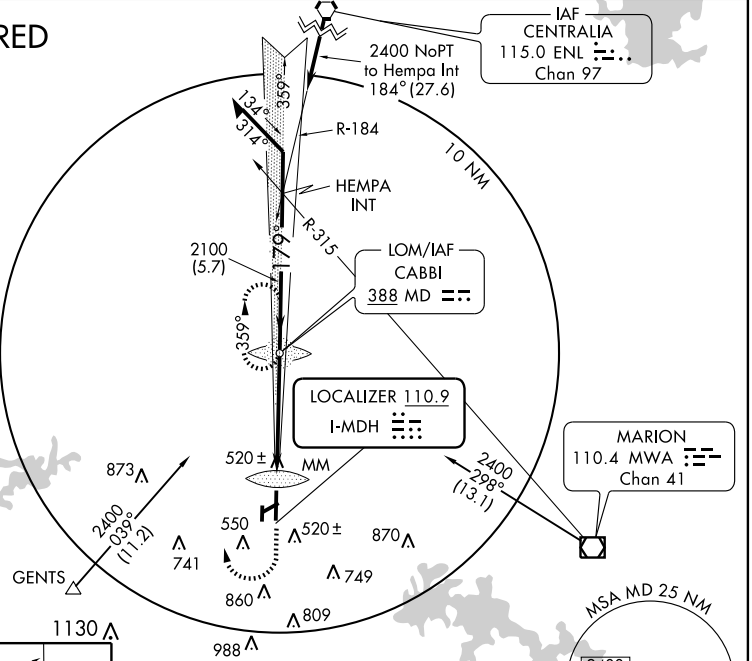 RED
IAF
CENTRALIA
115.0 ENL
Chan 97
2400 NoPT
to Hempa Int
184° (27.6)
359°
134°
314°
R-184
10 NM
HEMPA
INT
R-315
179°
2100
(5.7)
LOM/IAF
CABBI
388 MD
359°
LOCALIZER 110.9
I-MDH
MARION
110.4 MWA
Chan 41
2400
298°
(13.1)
520 ±
MM
873
2400
039°
(11.2)
550
520 ±
870
741
749
GENTS
860
809
1130
988
MSA MD 25 NM